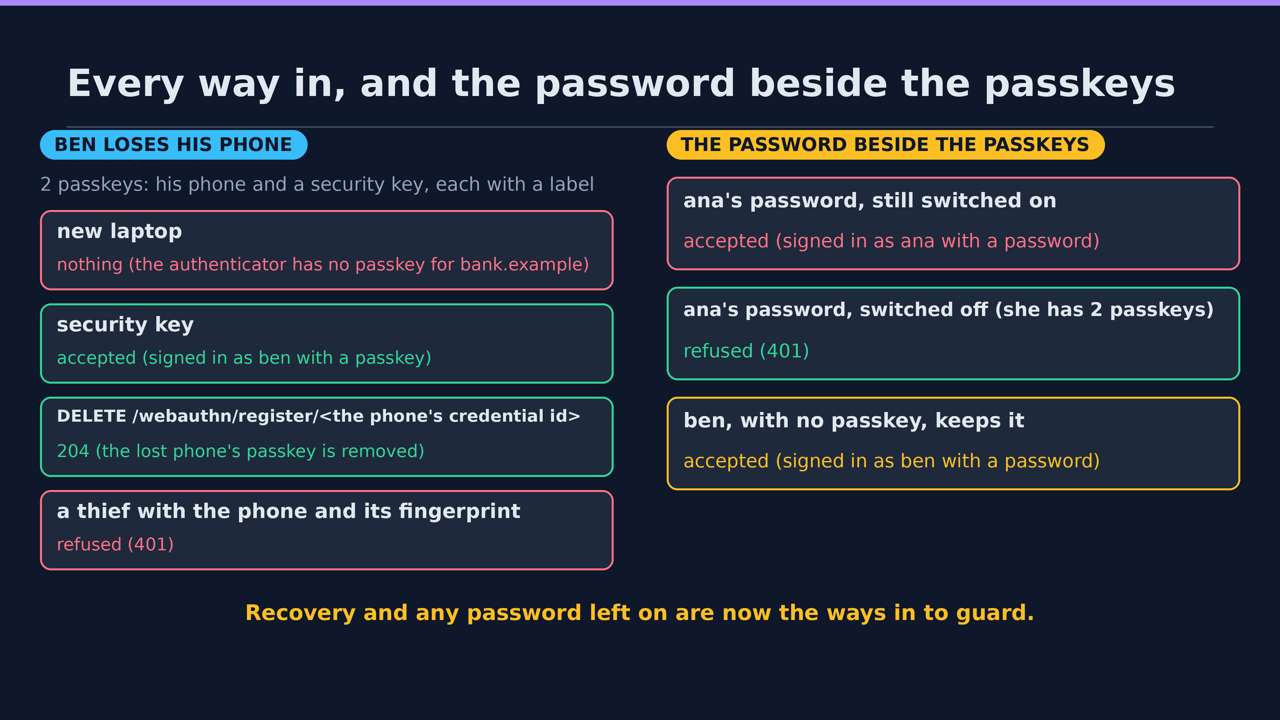 Every way in, and the password beside the passkeys
BEN LOSES HIS PHONE
2 passkeys: his phone and a security key, each with a label
new laptop
nothing (the authenticator has no passkey for bank.example)
security key
accepted (signed in as ben with a passkey)
DELETE /webauthn/register/<the phone's credential id>
204 (the lost phone's passkey is removed)
a thief with the phone and its fingerprint
refused (401)
THE PASSWORD BESIDE THE PASSKEYS
ana's password, still switched on
accepted (signed in as ana with a password)
ana's password, switched off (she has 2 passkeys)
refused (401)
ben, with no passkey, keeps it
accepted (signed in as ben with a password)
Recovery and any password left on are now the ways in to guard.